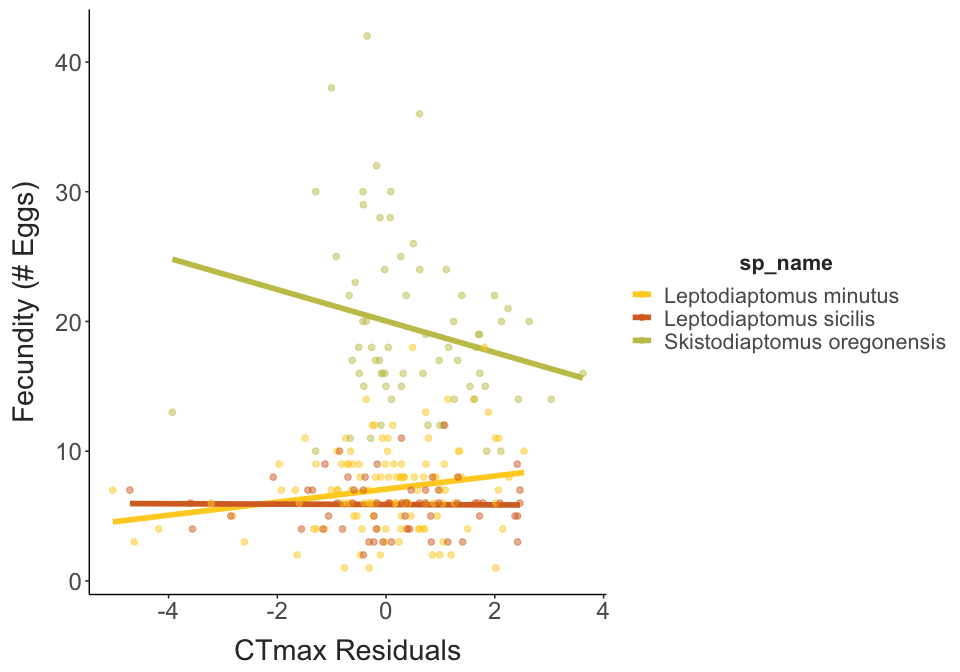 Fecundity (# Eggs)
40
30
20
10
0
-4
-2
0
2
4
CTmax Residuals
sp_name
Leptodiaptomus minutus
Leptodiaptomus sicilis
Skistodiaptomus oregonensis